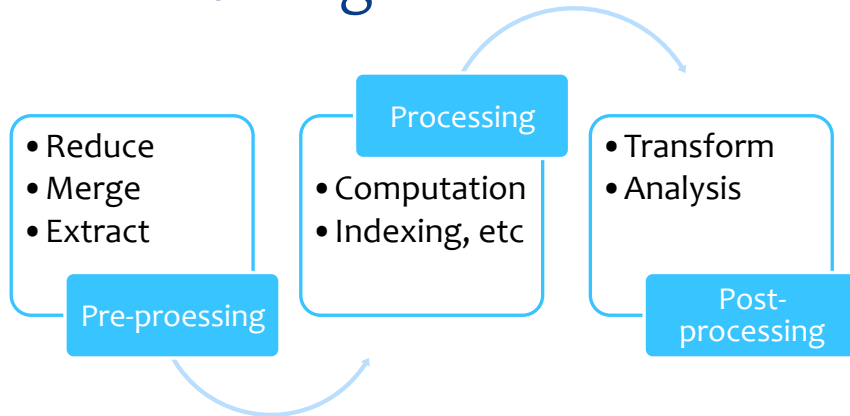 • Reduce
• Merge
• Extract
Pre-proessing
Processing
• Computation
• Indexing, etc
• Transform
• Analysis
Post-
processing